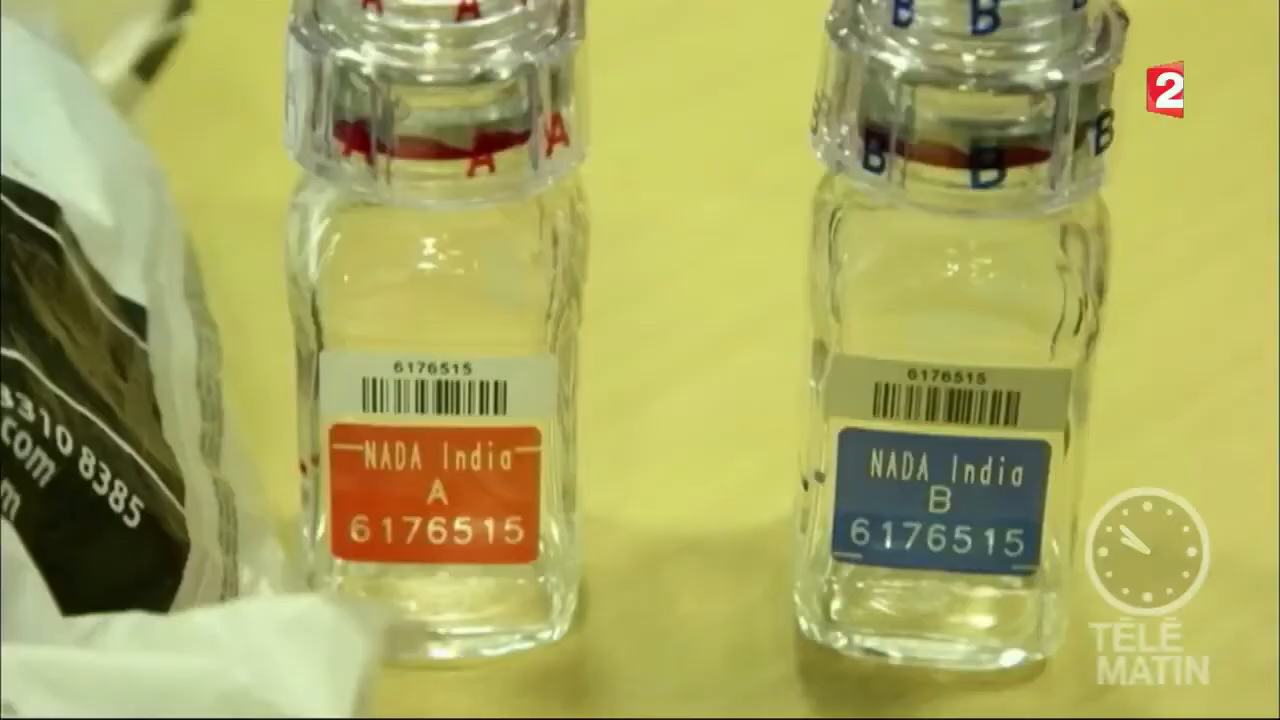 A A
A A A
6176515
NADA India
A
6176515
B B
B B B
6176515
NADA India
B
6176515
3310 8385
com
m
2
TÉLÉ
MATIN